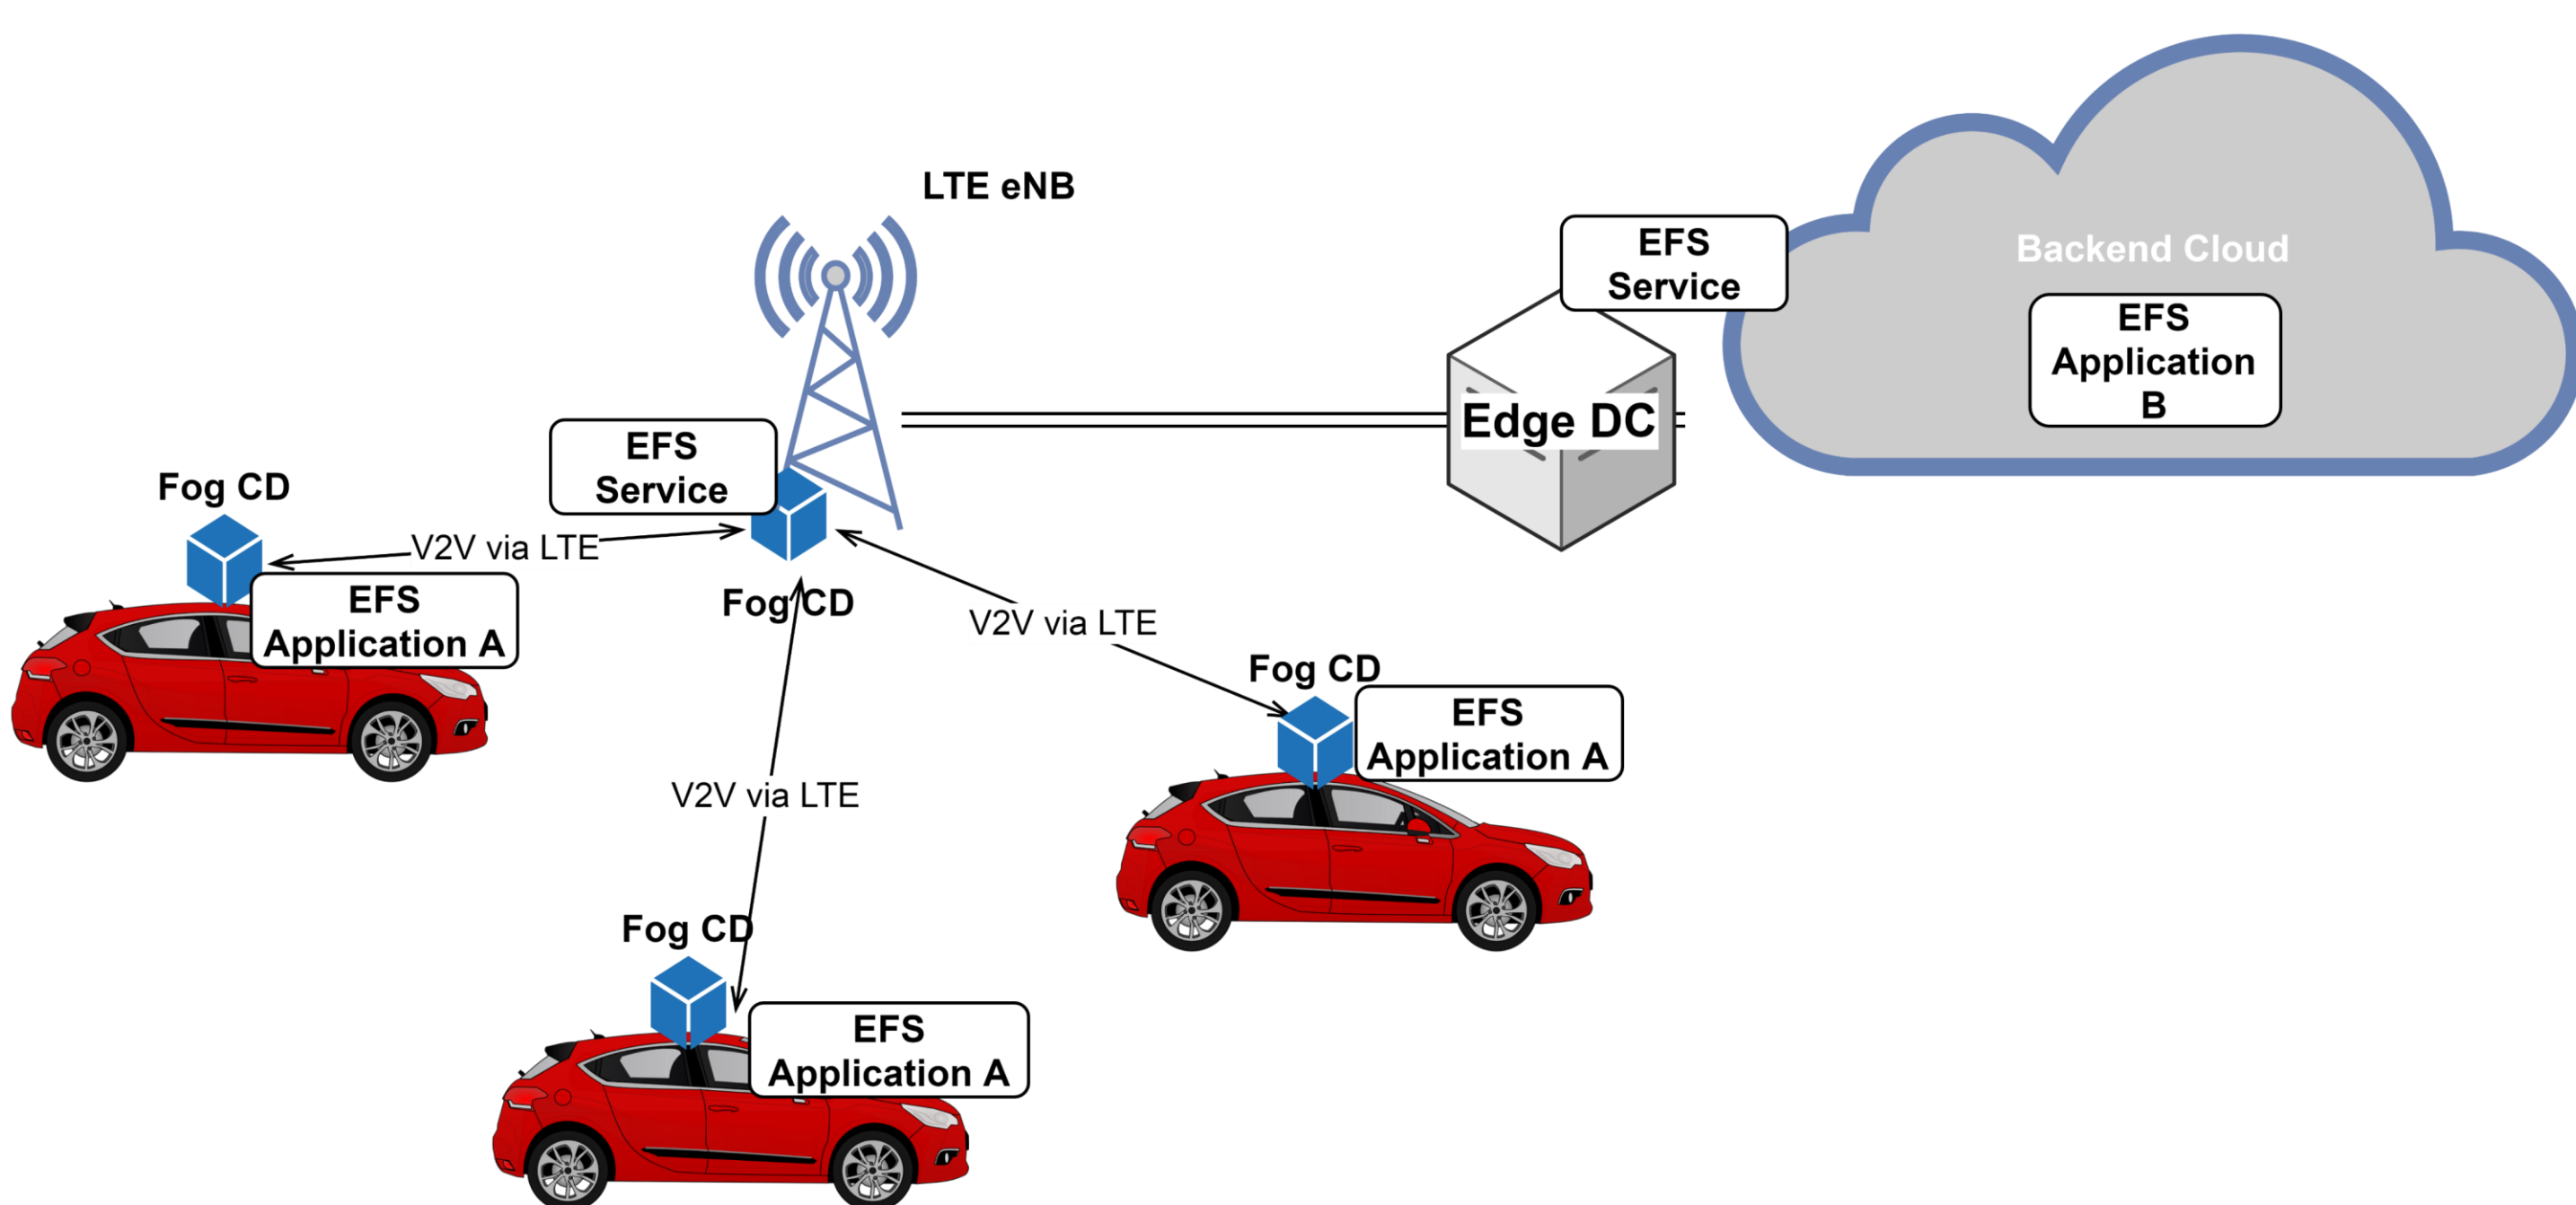 LTE eNB
EFS
Service
Backend Cloud
EFS
Application
B
Edge DC
EFS
Service
Fog CD
V2V via LTE
EFS
Application A
Fog CD
V2V via LTE
Fog CD
EFS
Application A
V2V via LTE
Fog CD
EFS
Application A